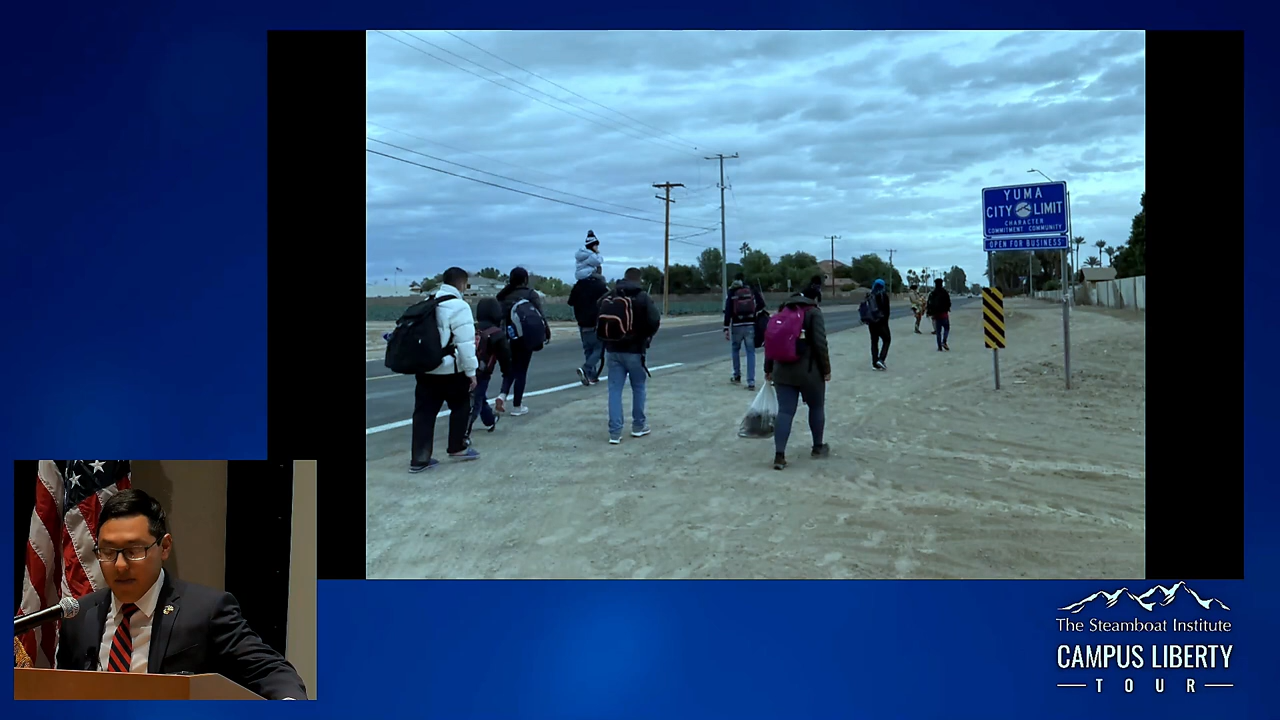 YUMA
CITY LIMIT
CHARACTER
COMMITMENT COMMUNITY
OPEN FOR BUSINESS
The Steamboat Institute
CAMPUS LIBERTY
TOUR